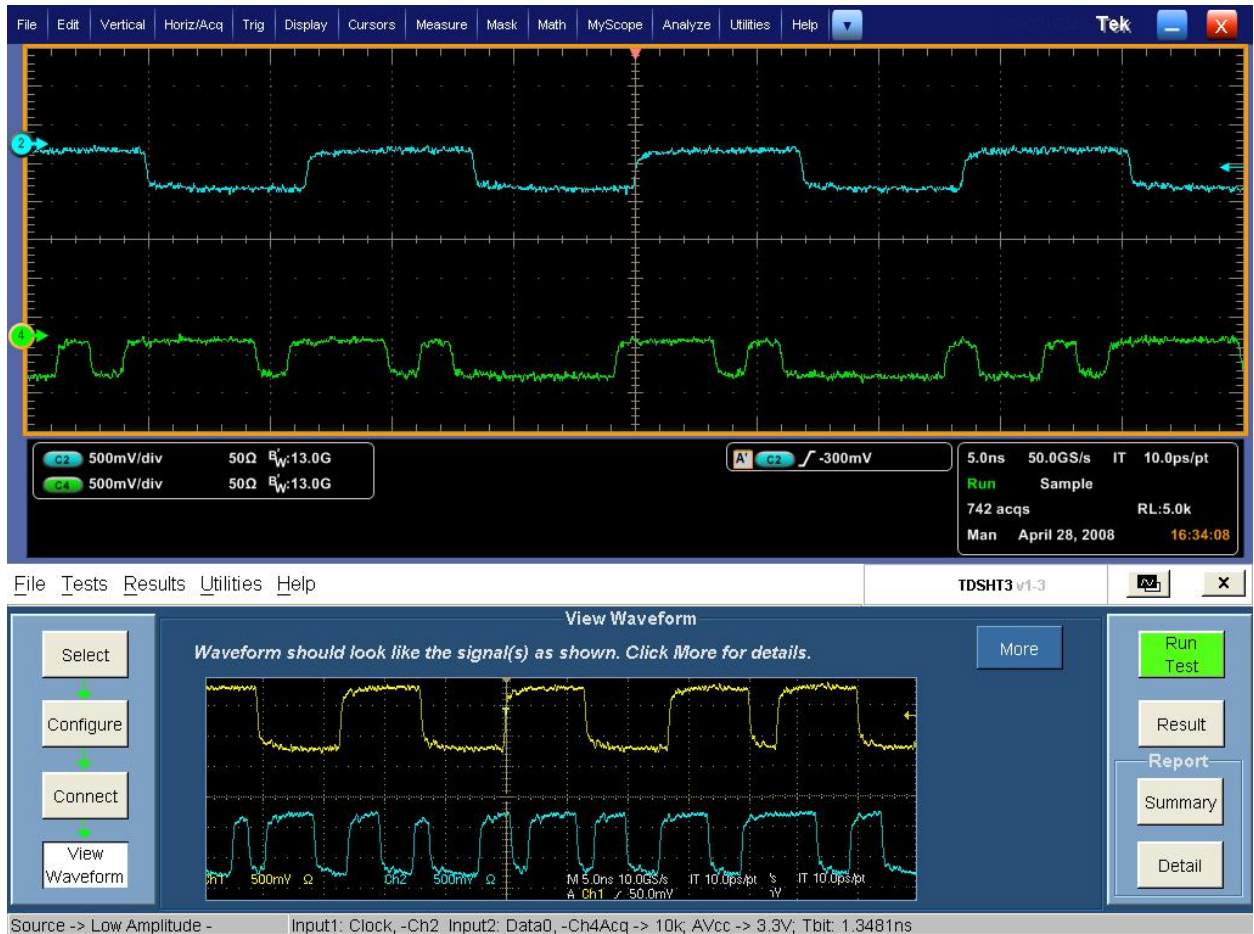 File Edit Vertical Horiz/Acq Trig Display Cursors Measure Mask Math MyScope Analyze Utilities Help Tek X
2
4
C2 500mV/div 50Ω BW:13.0G
C4 500mV/div 50Ω BW:13.0G
A' C2 -300mV
5.0ns 50.0GS/s IT 10.0ps/pt
Run Sample
742 acqs RL:5.0k
Man April 28, 2008 16:34:08
File Tests Results Utilities Help TDSHT3 v1-3 x
View Waveform
Select
Configure
Connect
View
Waveform
Waveform should look like the signal(s) as shown. Click More for details.
More
Ch1 500mV Ω Ch2 500mV Ω M 5.0ns 10.0GS/s IT 10.0ps/pt IT 10.0ps/pt
A Ch1 50.0mV
Run
Test
Result
Report
Summary
Detail
Source -> Low Amplitude - Input1: Clock, -Ch2 Input2: Data0, -Ch4Acq -> 10k; AVcc -> 3.3V; Tbit: 1.3481ns